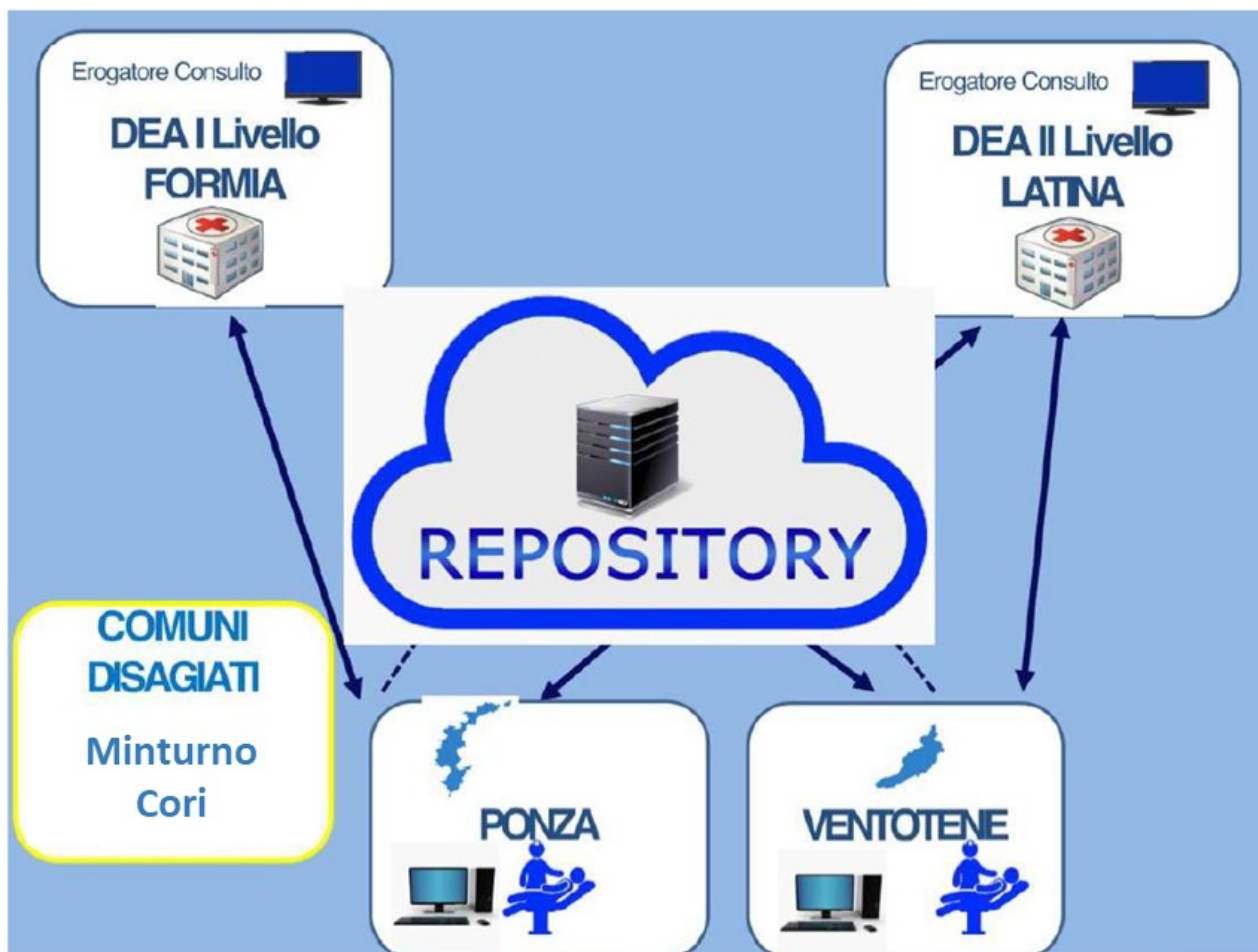 Erogatore Consulto
DEA I Livello
FORMIA
Erogatore Consulto
DEA II Livello
LATINA
REPOSITORY
COMUNI
DISAGIATI
Minturno
Cori
PONZA
VENTOTENE